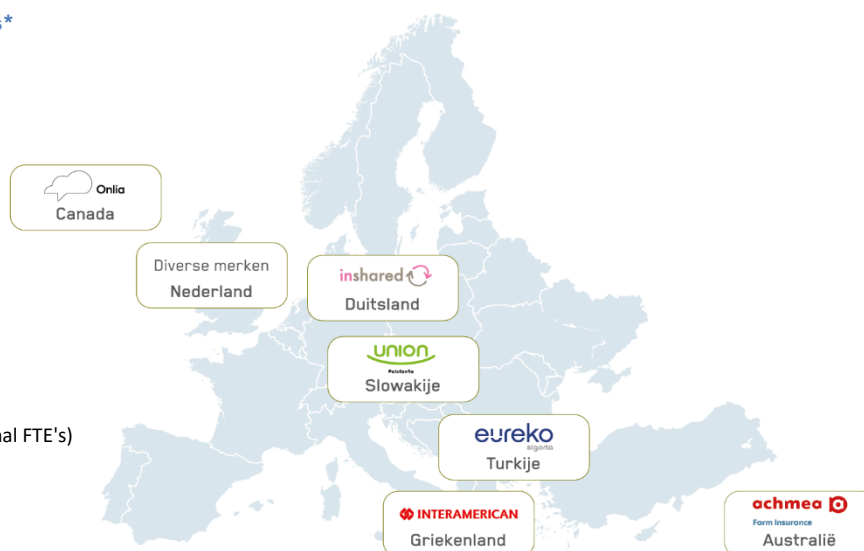 s*
Onlia
Canada
Diverse merken
Nederland
inshared
Duitsland
union
Poisťovňa
Slowakije
al FTE's)
eureko
sigorta
Turkije
INTERAMERICAN
Griekenland
achmea
Farm Insurance
Australië